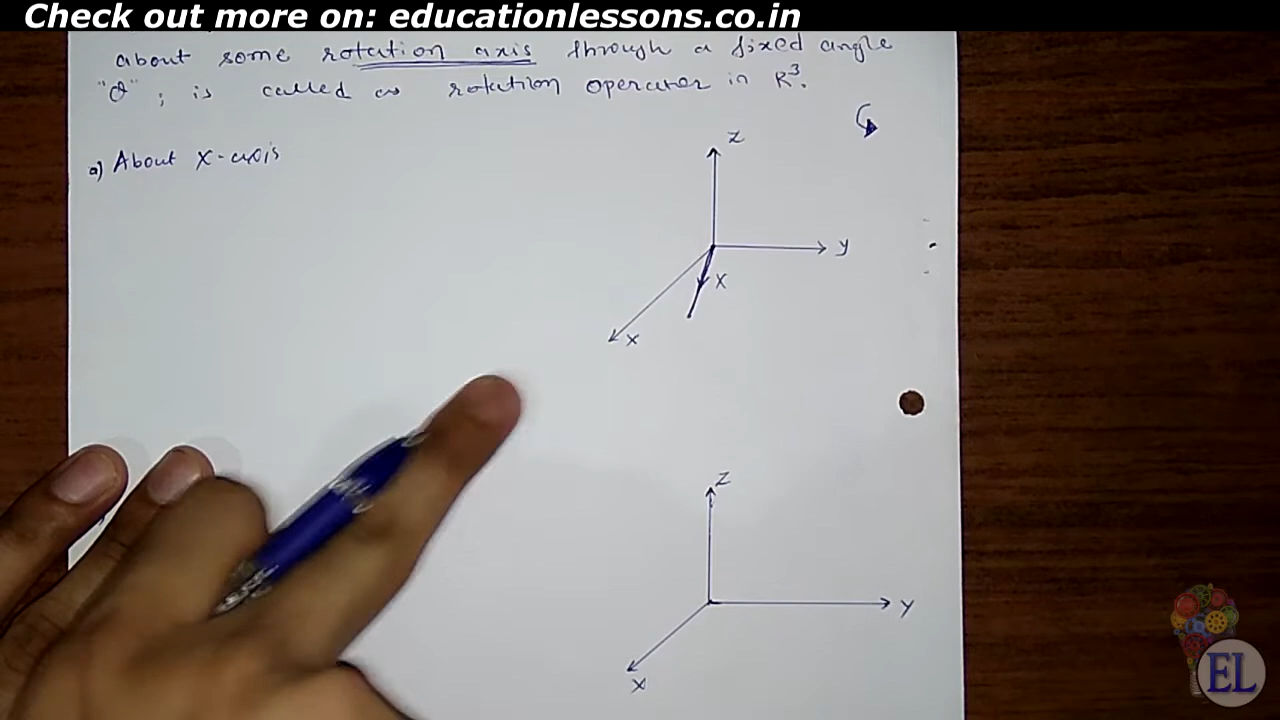 Check out more on: educationlessons.co.in
about some rotation axis through a fixed angle
"θ" ; is called as rotation operator in R³.
a) About X-axis
Z
y
X
X
Z
y
X
EL